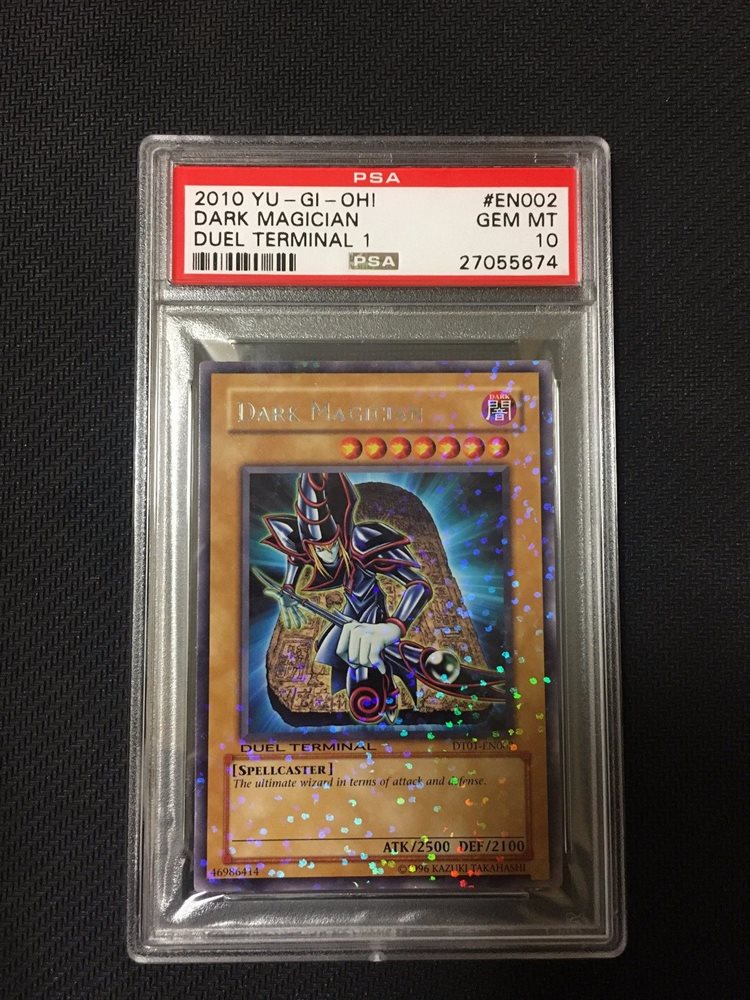 PSA
2010 YU-GI-OH! #EN002
DARK MAGICIAN GEM MT
DUEL TERMINAL 1 10
PSA 27055674
DARK MAGICIAN
DARK
闇
DUEL TERMINAL
[SPELLCASTER]
The ultimate wizard in terms of attack and defense.
ATK/2500 DEF/2100
46986414 ©1996 KAZUKI TAKAHASHI